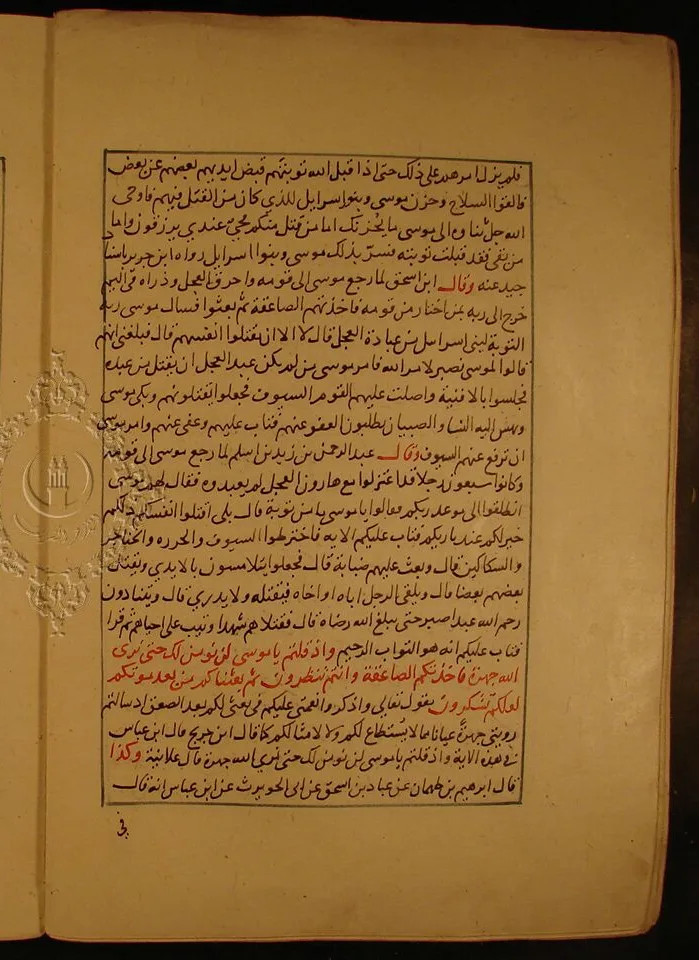 فلم يزل امرهم على ذلك حتى اذا قبل الله توبتهم قبض ايديهم بعضهم عن بعض
فالقوا السلاح وحزن موسى وبنوا اسرايل للذي كان من القتل فيهم فاوحى
الله جل ثناوه الى موسى ما يحزنك اما من قتل منكم فحي عندي يرزقون واما
من بقى فقد قبلت توبته فسرّ بذلك موسى وبنوا اسرايل رواه ابن جرير باسناد
جيد عنه وقال ابن اسحق لما رجع موسى الى قومه واحرق العجل وذراه في اليم
خرج الى ربه بمن اختار من قومه فاخذتهم الصاعقة ثم بعثوا فسال موسى ربه
التوبة لبنى اسرايل من عبادة العجل فقال لا الا ان يقتلوا انفسهم قال فبلغني انهم
قالوا لموسى نصبر لامر الله فامر موسى من لم يكن عبد العجل ان يقتل من عبده
فجلسوا بالافنية واصلت عليهم القوم السيوف فجعلوا يقتلونهم وبكى موسى
وبهش اليه النسا والصبيان يطلبون العفو عنهم فتاب عليهم وعفى عنهم وامر موسى
ان ترفع عنهم السيوف وقال عبد الرحمن بن زيد بن اسلم لما رجع موسى الى قومه
وكانوا سبعون رجلا قد اعتزلوا مع هارون العجل لم يعبدوه فقال لهم موسى
انطلقوا الى موعد ربكم فقالوا يا موسى ما من توبة قال بلى اقتلوا انفسكم ذلكم
خير لكم عند باريكم فتاب عليكم الاية فاخترطوا السيوف والجرزه والخناجر
والسكاكين قال وبعث عليهم ضبابة قال فجعلوا يتلامسون بالايدي ويقتل
بعضهم بعضا قال ويلقى الرجل اباه او اخاه فيقتله ولا يدري قال ويتنادون
رحم الله عبدا صبر حتى يبلغ الله رضاه قال فقتلاهم شهدا وتيب على احياهم ثم قرا
فتاب عليكم انه هو التواب الرحيم واذ قلتم يا موسى لن نومن لك حتى نرى
الله جهرة فاخذتكم الصاعقة وانتم تنظرون ثم بعثناكم من بعد موتكم
لعلكم تشكرون يقول تعالى واذكروا نعمتي عليكم في بعثي لكم بعد الصعق اذ سالتم
رويتي جهرة عيانا مما لا يستطاع لكم ولا لامثالكم كما قال ابن جريج قال ابن عباس
في هذه الاية واذ قلتم يا موسى لن نومن لك حتى نرى الله جهرة قال علانية وكذا
قال ابرهيم بن طهمان عن عباد بن اسحق عن ابى الحويرث عن ابن عباس انه قال
في